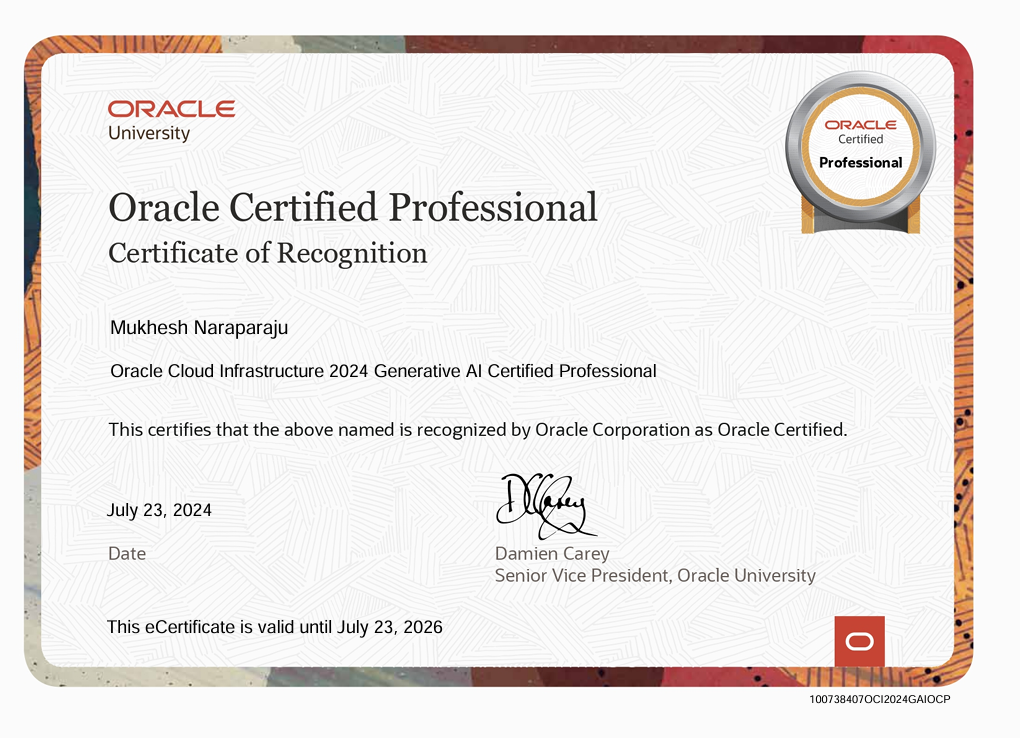 ORACLE
University
ORACLE
Certified
Professional
Oracle Certified Professional
Certificate of Recognition
Mukhesh Naraparaju
Oracle Cloud Infrastructure 2024 Generative AI Certified Professional
This certifies that the above named is recognized by Oracle Corporation as Oracle Certified.
DCarey
July 23, 2024
Date
Damien Carey
Senior Vice President, Oracle University
This eCertificate is valid until July 23, 2026
100738407OCI2024GAIOCP